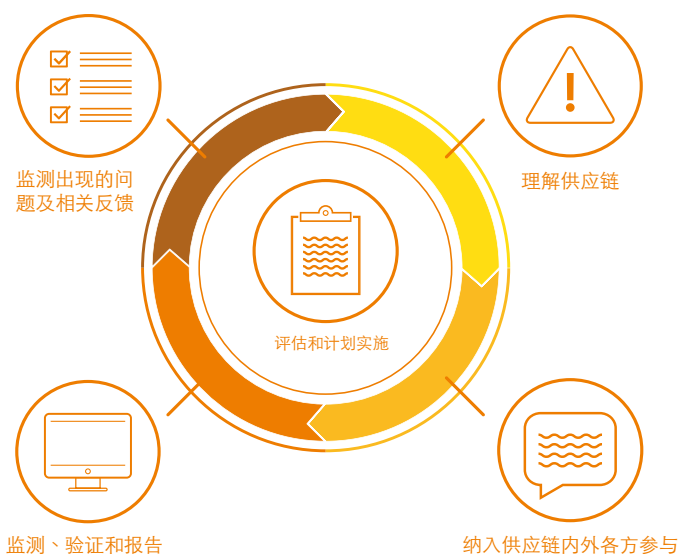 监测出现的问
题及相关反馈
理解供应链
评估和计划实施
监测、验证和报告
纳入供应链内外各方参与